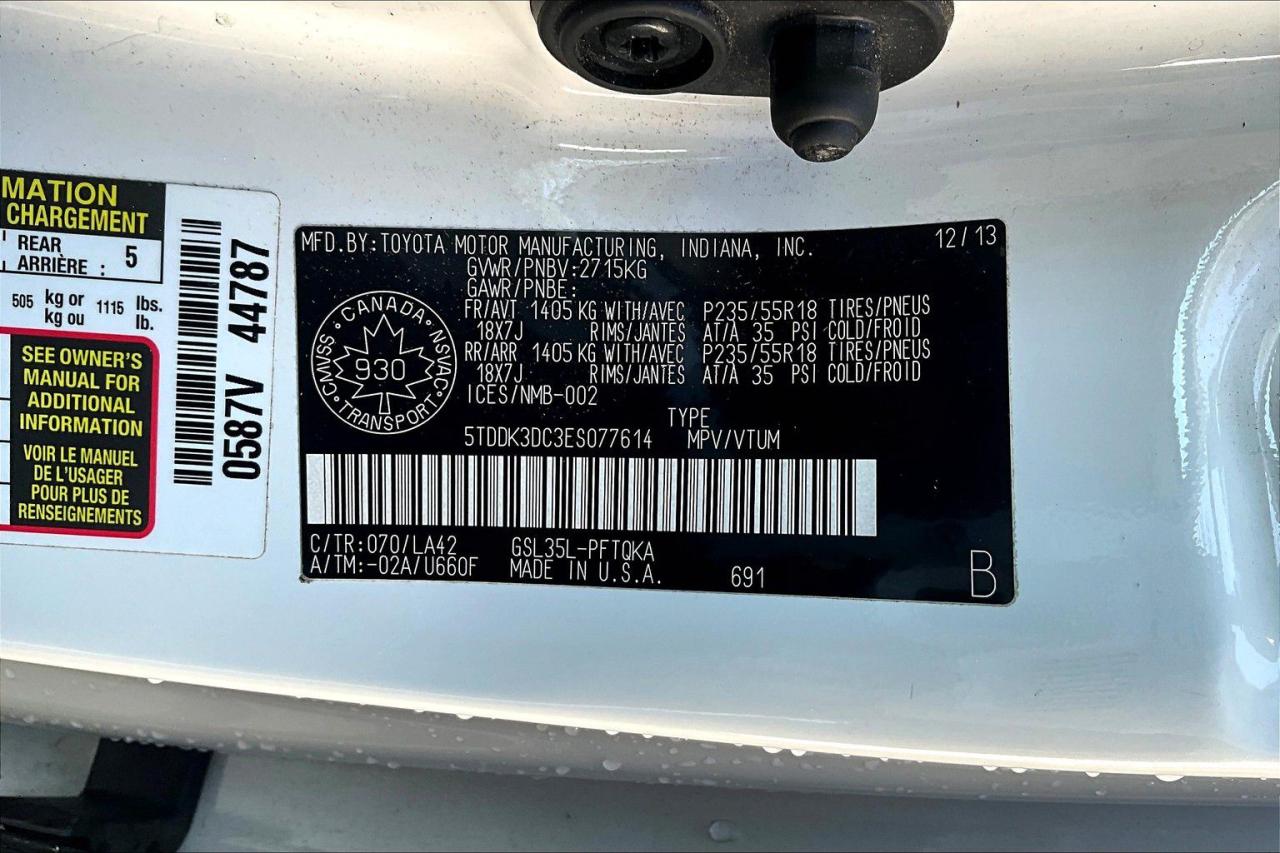 MATION
CHARGEMENT
REAR
ARRIÈRE : 5
505 kg or 1115 lbs.
kg ou lb.
SEE OWNER'S
MANUAL FOR
ADDITIONAL
INFORMATION
VOIR LE MANUEL
DE L'USAGER
POUR PLUS DE
RENSEIGNEMENTS
0587V 44787
MFD.BY:TOYOTA MOTOR MANUFACTURING, INDIANA, INC. 12/13
GVWR/PNBV:2715KG
GAWR/PNBE:
FR/AVT 1405 KG WITH/AVEC P235/55R18 TIRES/PNEUS
18X7J RIMS/JANTES AT/A 35 PSI COLD/FROID
RR/ARR 1405 KG WITH/AVEC P235/55R18 TIRES/PNEUS
18X7J RIMS/JANTES AT/A 35 PSI COLD/FROID
ICES/NMB-002
CMVSS · CANADA · NSVAC
930
TRANSPORT
TYPE
5TDDK3DC3ES077614 MPV/VTUM
C/TR:070/LA42 GSL35L-PFTQKA
A/TM:-02A/U660F MADE IN U.S.A. 691
B